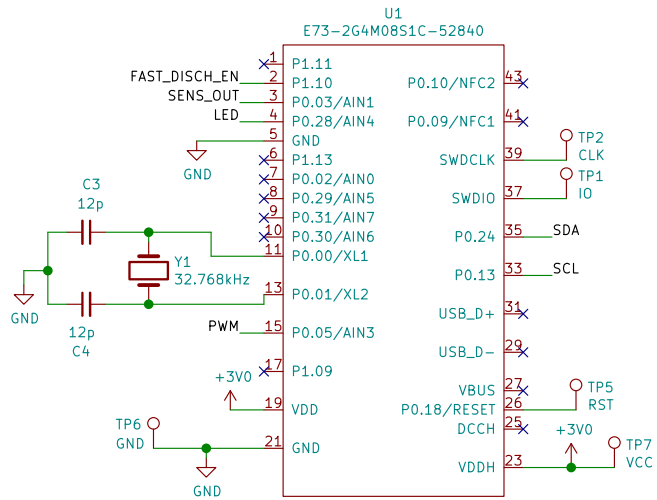 U1
E73-2G4M08S1C-52840
1 P1.11
FAST_DISCH_EN 2 P1.10
SENS_OUT 3 P0.03/AIN1
LED 4 P0.28/AIN4
5 GND
GND
6 P1.13
7 P0.02/AIN0
8 P0.29/AIN5
9 P0.31/AIN7
10 P0.30/AIN6
11 P0.00/XL1
13 P0.01/XL2
PWM 15 P0.05/AIN3
17 P1.09
+3V0
19 VDD
21 GND
C3
12p
Y1
32.768kHz
GND
12p
C4
TP6
GND
GND
P0.10/NFC2 43
P0.09/NFC1 41
SWDCLK 39
TP2
CLK
SWDIO 37
TP1
IO
P0.24 35 SDA
P0.13 33 SCL
USB_D+ 31
USB_D- 29
VBUS 27
P0.18/RESET 26
TP5
RST
DCCH 25
+3V0
VDDH 23
TP7
VCC